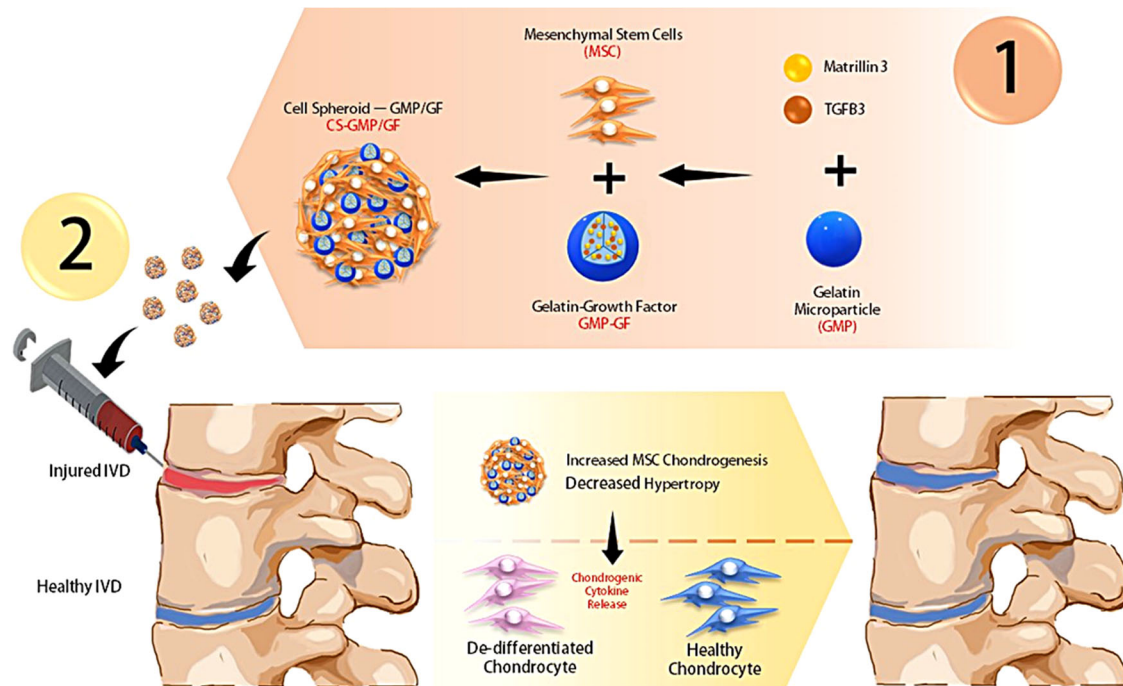 1
Matrillin 3
TGFB3
Gelatin
Microparticle
(GMP)
Mesenchymal Stem Cells
(MSC)
Gelatin-Growth Factor
GMP-GF
Cell Spheroid — GMP/GF
CS-GMP/GF
2
Injured IVD
Healthy IVD
Increased MSC Chondrogenesis
Decreased Hypertropy
Chondrogenic
Cytokine
Release
De-differentiated
Chondrocyte
Healthy
Chondrocyte